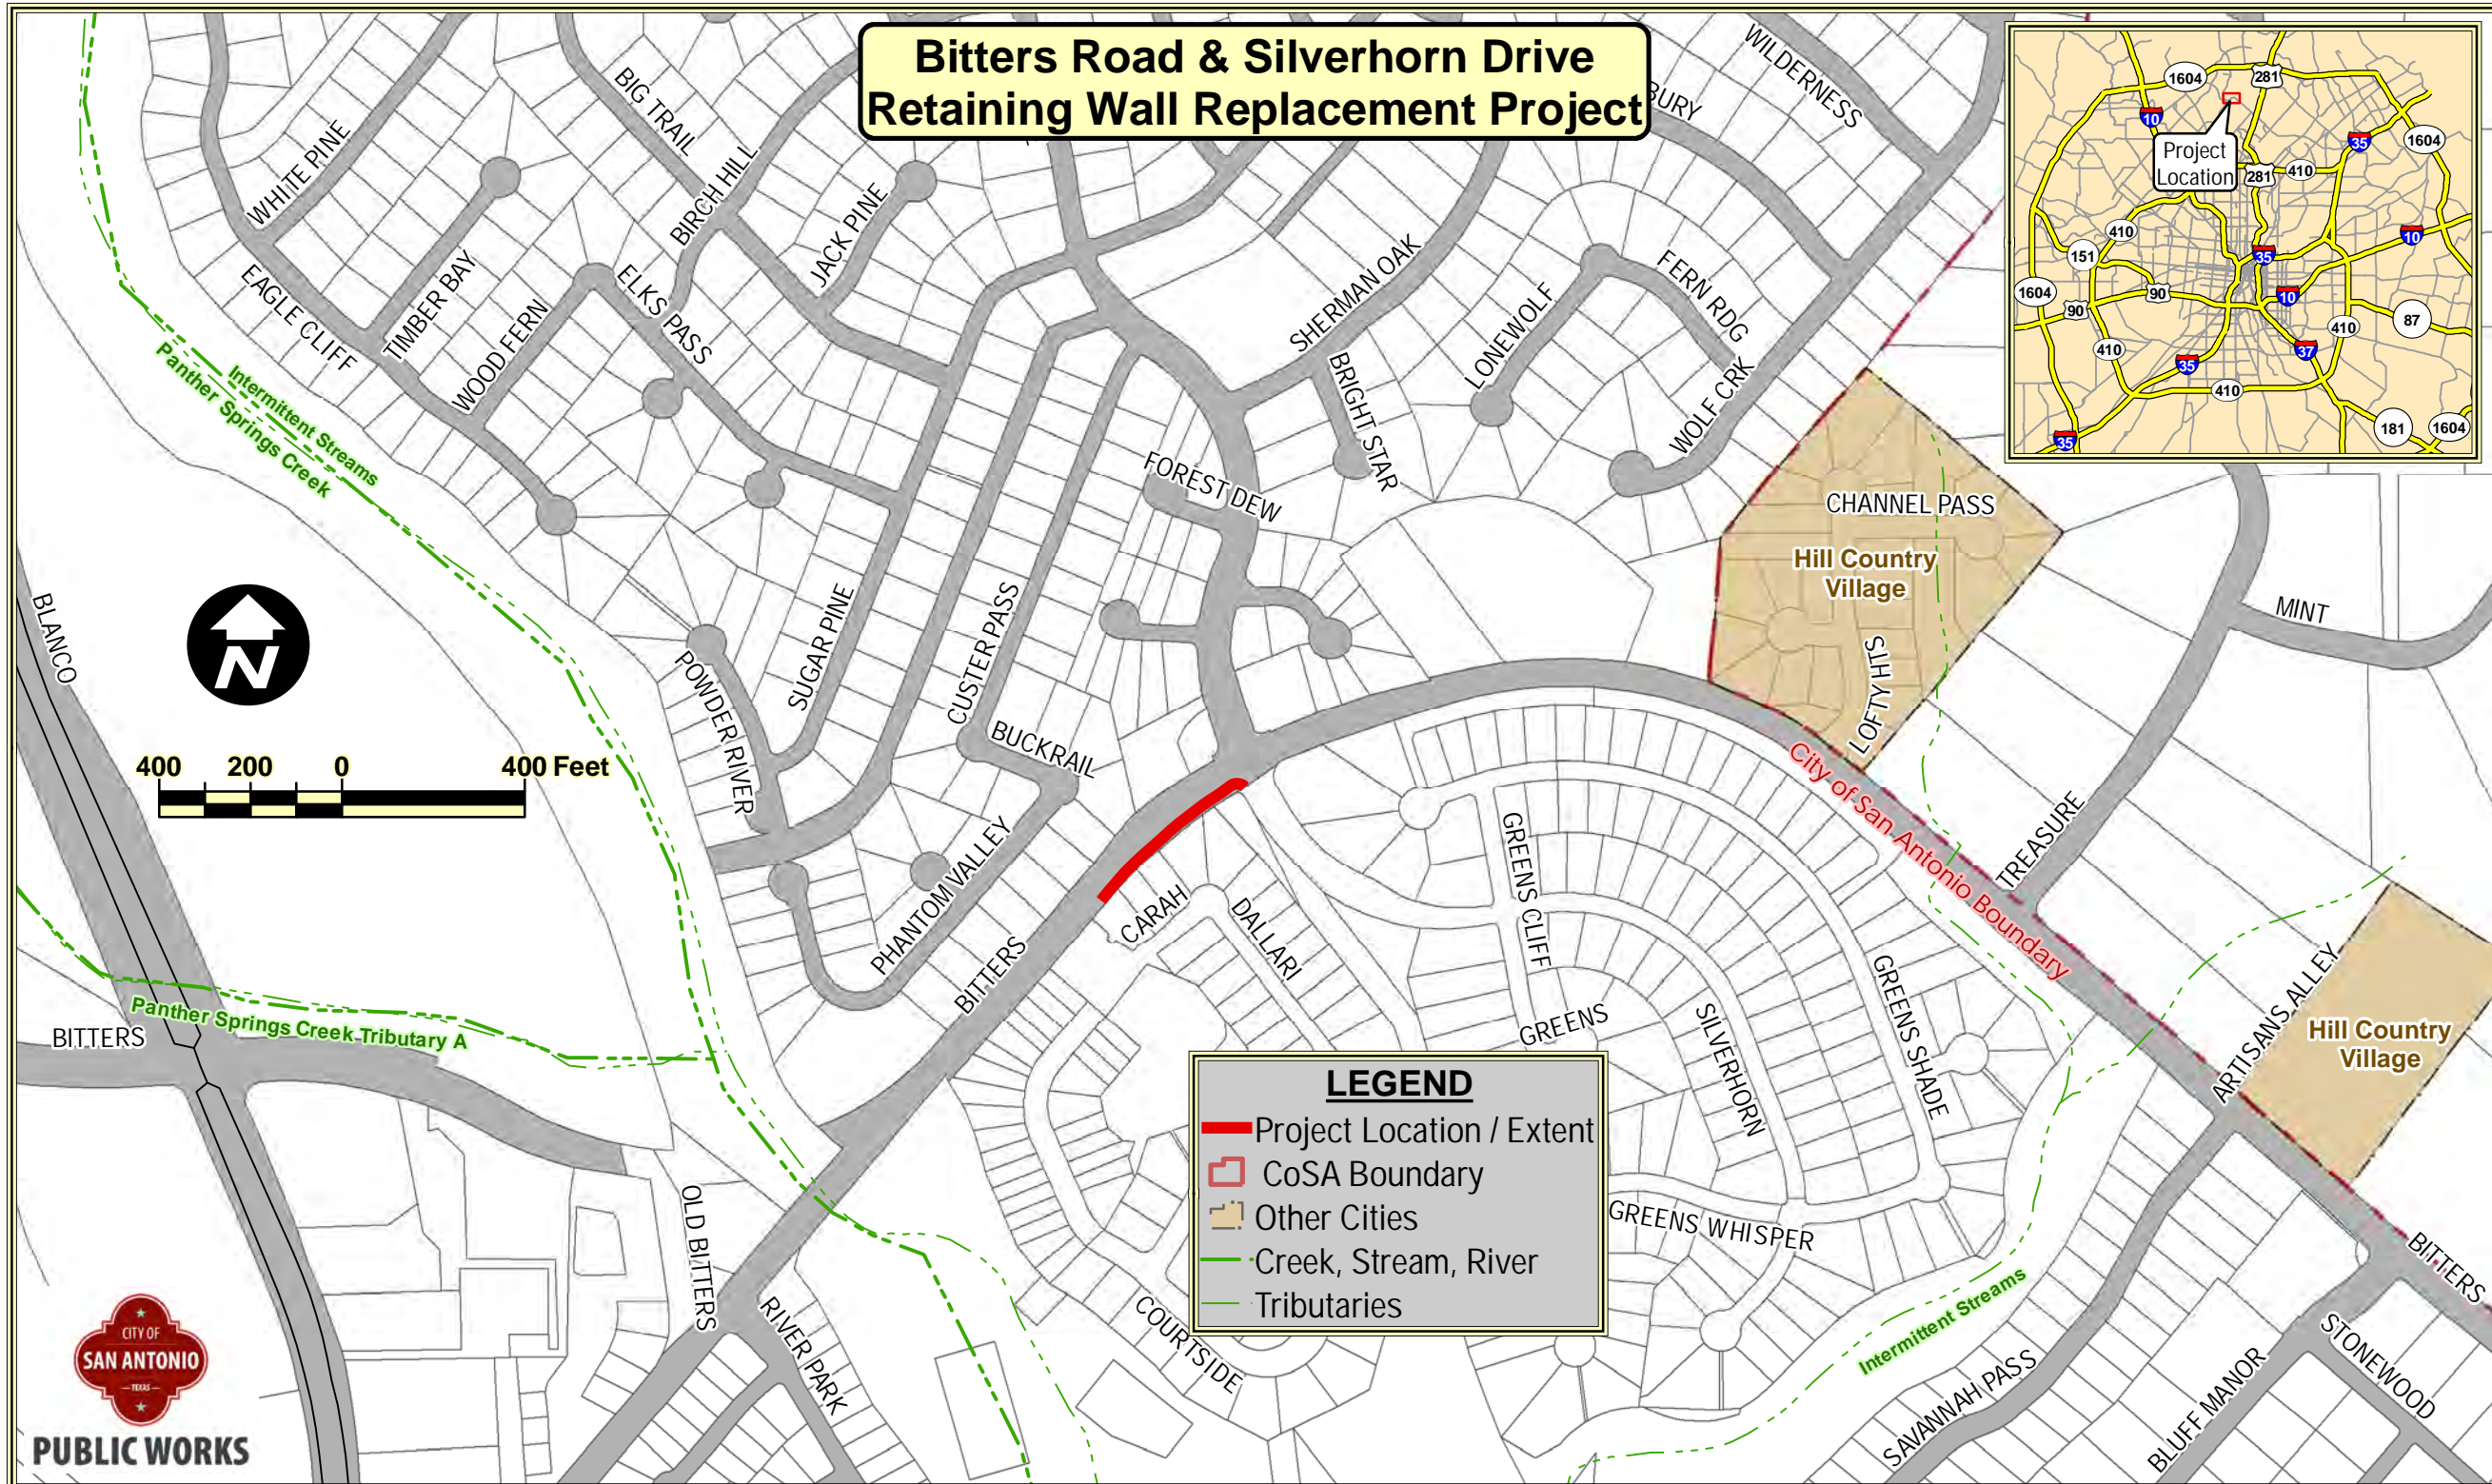 Bitters Road & Silverhorn Drive
Retaining Wall Replacement Project
WILDERNESS
BURY
BIG TRAIL
WHITE PINE
BIRCH HILL
JACK PINE
EAGLE CLIFF
TIMBER BAY
ELKS PASS
WOOD FERN
SHERMAN OAK
LONEWOLF
FERN RDG
BRIGHT STAR
WOLF CRK
Intermittent Streams
Panther Springs Creek
FOREST DEW
CHANNEL PASS
Hill Country
Village
LOFTY HTS
MINT
BLANCO
N
SUGAR PINE
CUSTER PASS
POWDER RIVER
BUCKRAIL
400 200 0 400 Feet
PHANTOM VALLEY
City of San Antonio Boundary
TREASURE
GREENS CLIFF
CARAH
DALLARI
BITTERS
GREENS SHADE
ARTISANS ALLEY
Hill Country
Village
GREENS
SILVERHORN
BITTERS
Panther Springs Creek Tributary A
OLD BITTERS
RIVER PARK
COURTSIDE
GREENS WHISPER
Intermittent Streams
SAVANNAH PASS
BLUFF MANOR
STONEWOOD
BITTERS
LEGEND
Project Location / Extent
CoSA Boundary
Other Cities
Creek, Stream, River
Tributaries
CITY OF
SAN ANTONIO
TEXAS
PUBLIC WORKS
1604
281
10
Project
Location
35
1604
281
410
410
10
151
35
1604
90
90
10
410
87
410
37
35
410
181
1604
35